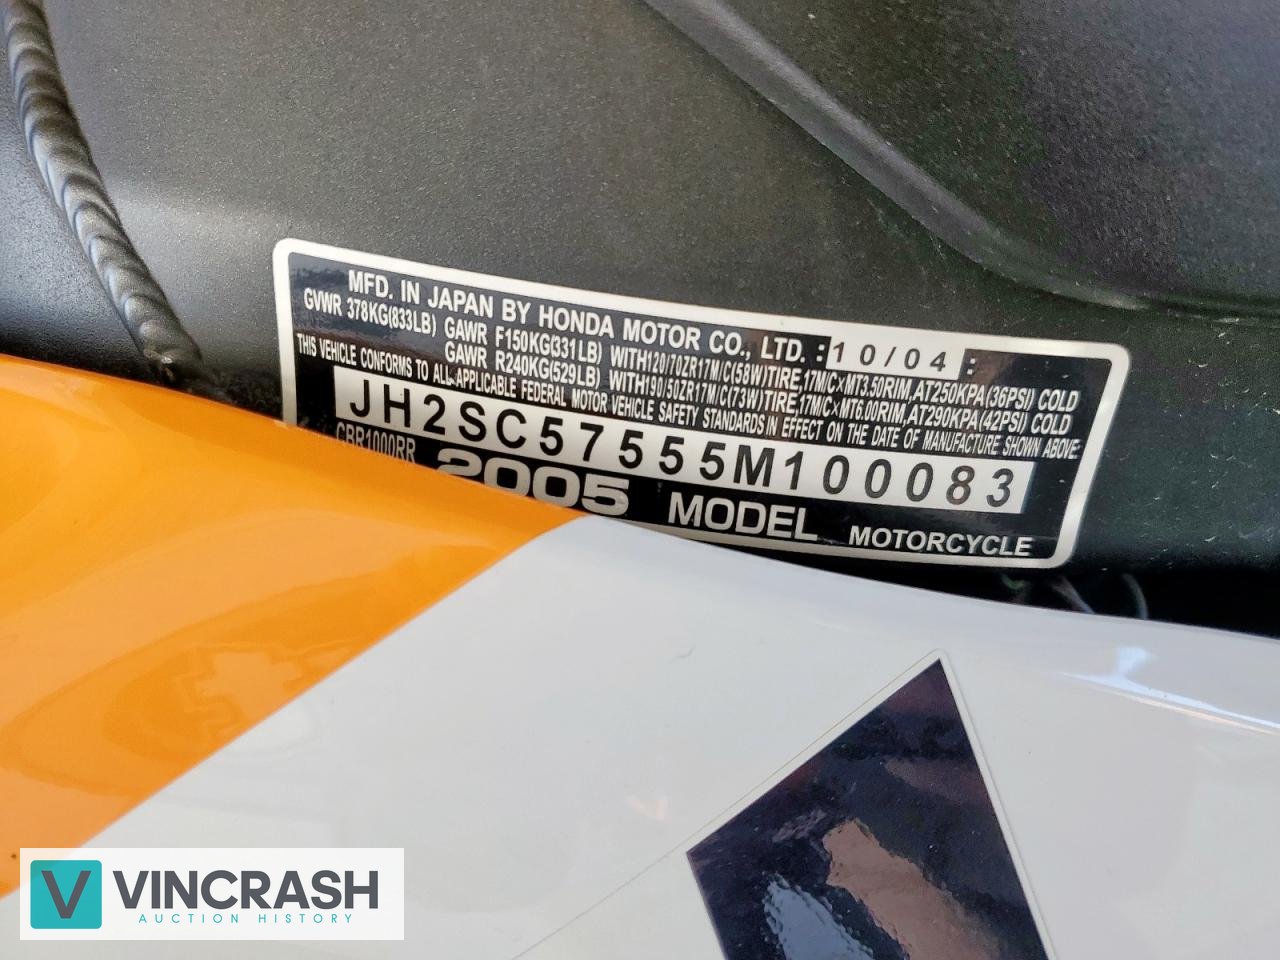 MFD. IN JAPAN BY HONDA MOTOR CO., LTD. : 10/04 :
GVWR 378KG(833LB) GAWR F150KG(331LB) WITH120/70ZR17M/C(58W)TIRE,17M/C×MT3.50RIM,AT250KPA(36PSI) COLD
GAWR R240KG(529LB) WITH190/50ZR17M/C(73W)TIRE,17M/C×MT6.00RIM,AT290KPA(42PSI) COLD
THIS VEHICLE CONFORMS TO ALL APPLICABLE FEDERAL MOTOR VEHICLE SAFETY STANDARDS IN EFFECT ON THE DATE OF MANUFACTURE SHOWN ABOVE.
JH2SC57555M100083
CBR1000RR 2005 MODEL MOTORCYCLE
V VINCRASH
AUCTION HISTORY